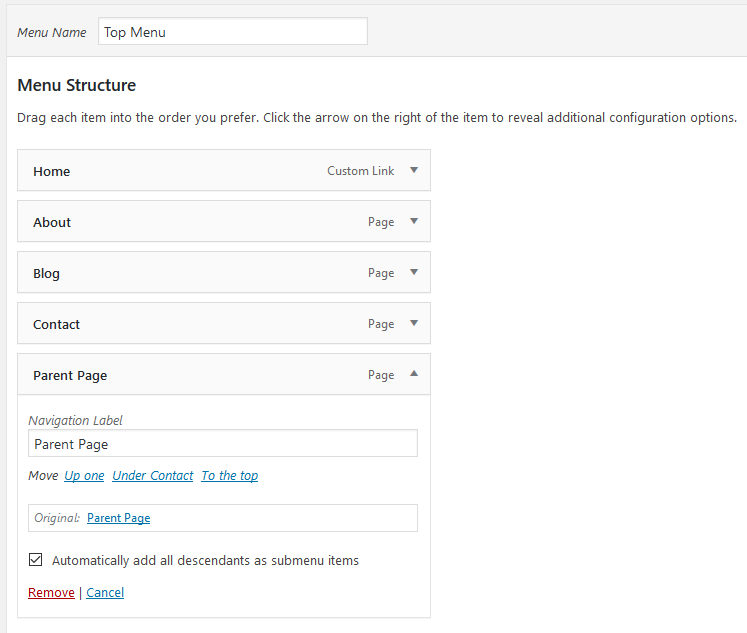 Menu Name Top Menu
Menu Structure
Drag each item into the order you prefer. Click the arrow on the right of the item to reveal additional configuration options.
Home Custom Link
About Page
Blog Page
Contact Page
Parent Page Page
Navigation Label
Parent Page
Move Up one Under Contact To the top
Original: Parent Page
Automatically add all descendants as submenu items
Remove | Cancel